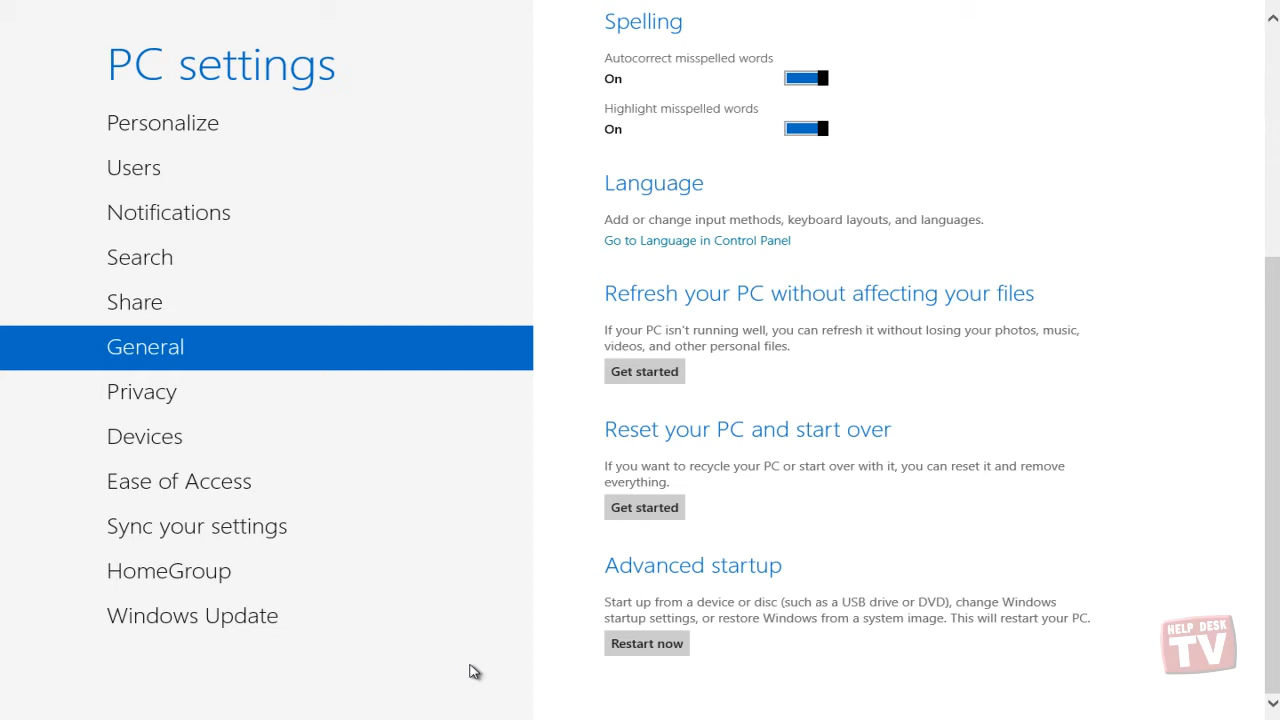 PC settings
Personalize
Users
Notifications
Search
Share
General
Privacy
Devices
Ease of Access
Sync your settings
HomeGroup
Windows Update
Spelling
Autocorrect misspelled words
On
Highlight misspelled words
On
Language
Add or change input methods, keyboard layouts, and languages.
Go to Language in Control Panel
Refresh your PC without affecting your files
If your PC isn't running well, you can refresh it without losing your photos, music,
videos, and other personal files.
Get started
Reset your PC and start over
If you want to recycle your PC or start over with it, you can reset it and remove
everything.
Get started
Advanced startup
Start up from a device or disc (such as a USB drive or DVD), change Windows
startup settings, or restore Windows from a system image. This will restart your PC.
Restart now
HELP DESK
TV